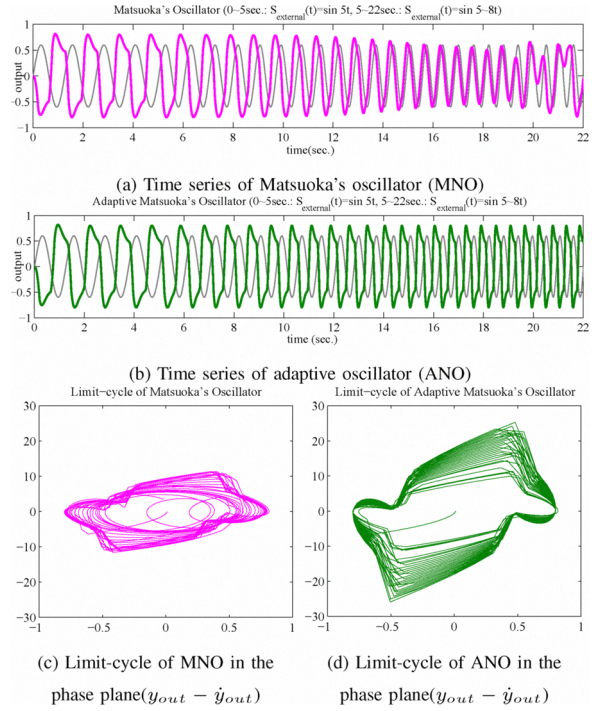 Matsuoka's Oscillator (0~5sec.: S_external(t)=sin 5t, 5~22sec.: S_external(t)=sin 5~8t)
1
0.5
0
−0.5
−1
output
0 2 4 6 8 10 12 14 16 18 20 22
time(sec.)
(a) Time series of Matsuoka's oscillator (MNO)
Adaptive Matsuoka's Oscillator (0~5sec.: S_external(t)=sin 5t, 5~22sec.: S_external(t)=sin 5~8t)
1
0.5
0
−0.5
−1
output
0 2 4 6 8 10 12 14 16 18 20 22
time (sec.)
(b) Time series of adaptive oscillator (ANO)
Limit−cycle of Matsuoka's Oscillator
30
20
10
0
−10
−20
−30
−1 −0.5 0 0.5 1
(c) Limit-cycle of MNO in the
phase plane(y_out − ẏ_out)
Limit−cycle of Adaptive Matsuoka's Oscillator
30
20
10
0
−10
−20
−30
−1 0 1
(d) Limit-cycle of ANO in the
phase plane(y_out − ẏ_out)